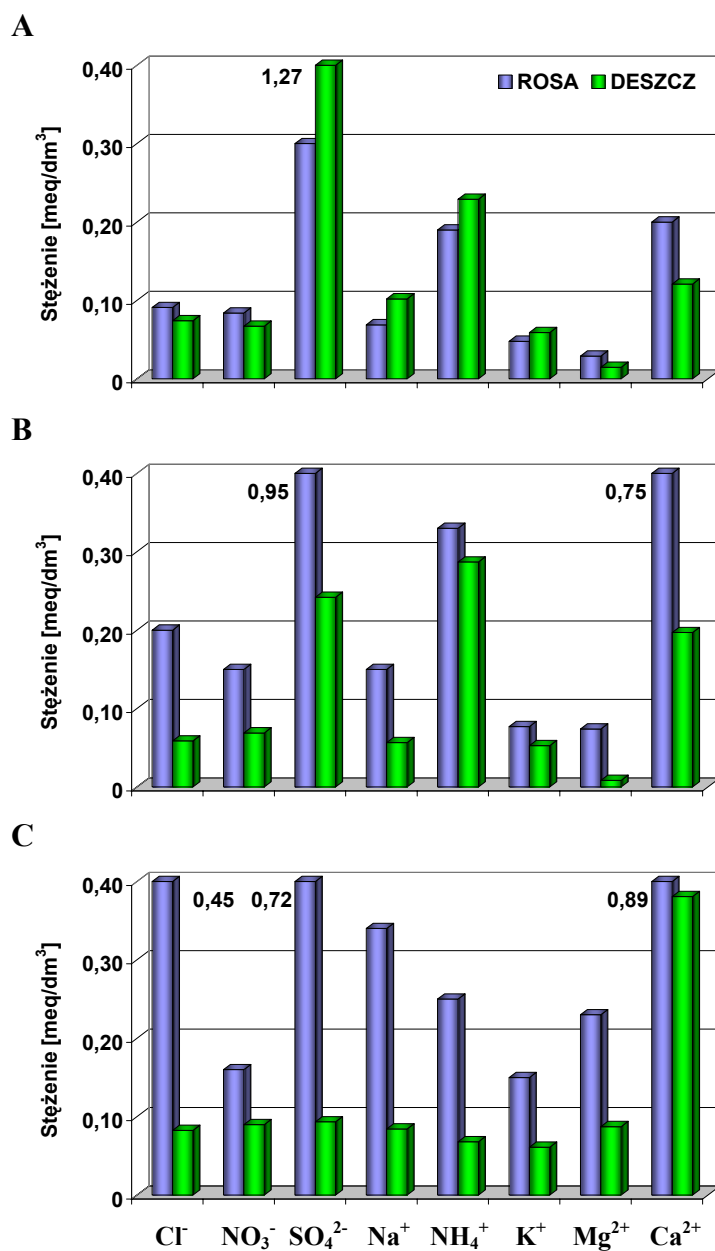 A
Stężenie [meq/dm³]
0,40
0,30
0,20
0,10
0
1,27
ROSA DESZCZ
B
Stężenie [meq/dm³]
0,40
0,30
0,20
0,10
0
0,95
0,75
C
Stężenie [meq/dm³]
0,40
0,30
0,20
0,10
0
0,45 0,72
0,89
Cl⁻ NO₃⁻ SO₄²⁻ Na⁺ NH₄⁺ K⁺ Mg²⁺ Ca²⁺